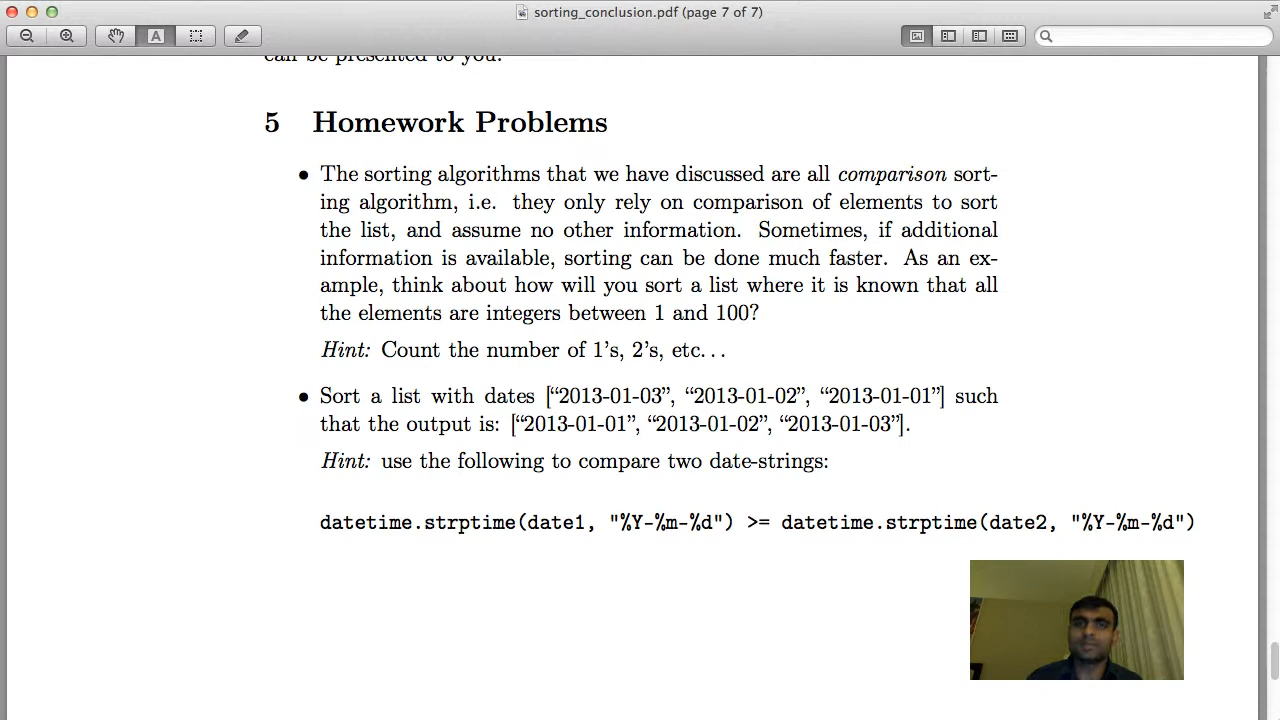 sorting_conclusion.pdf (page 7 of 7)
can be presented to you.
5 Homework Problems
• The sorting algorithms that we have discussed are all comparison sort-
ing algorithm, i.e. they only rely on comparison of elements to sort
the list, and assume no other information. Sometimes, if additional
information is available, sorting can be done much faster. As an ex-
ample, think about how will you sort a list where it is known that all
the elements are integers between 1 and 100?
Hint: Count the number of 1’s, 2’s, etc...
• Sort a list with dates [“2013-01-03”, “2013-01-02”, “2013-01-01”] such
that the output is: [“2013-01-01”, “2013-01-02”, “2013-01-03”].
Hint: use the following to compare two date-strings:
datetime.strptime(date1, "%Y-%m-%d") >= datetime.strptime(date2, "%Y-%m-%d")